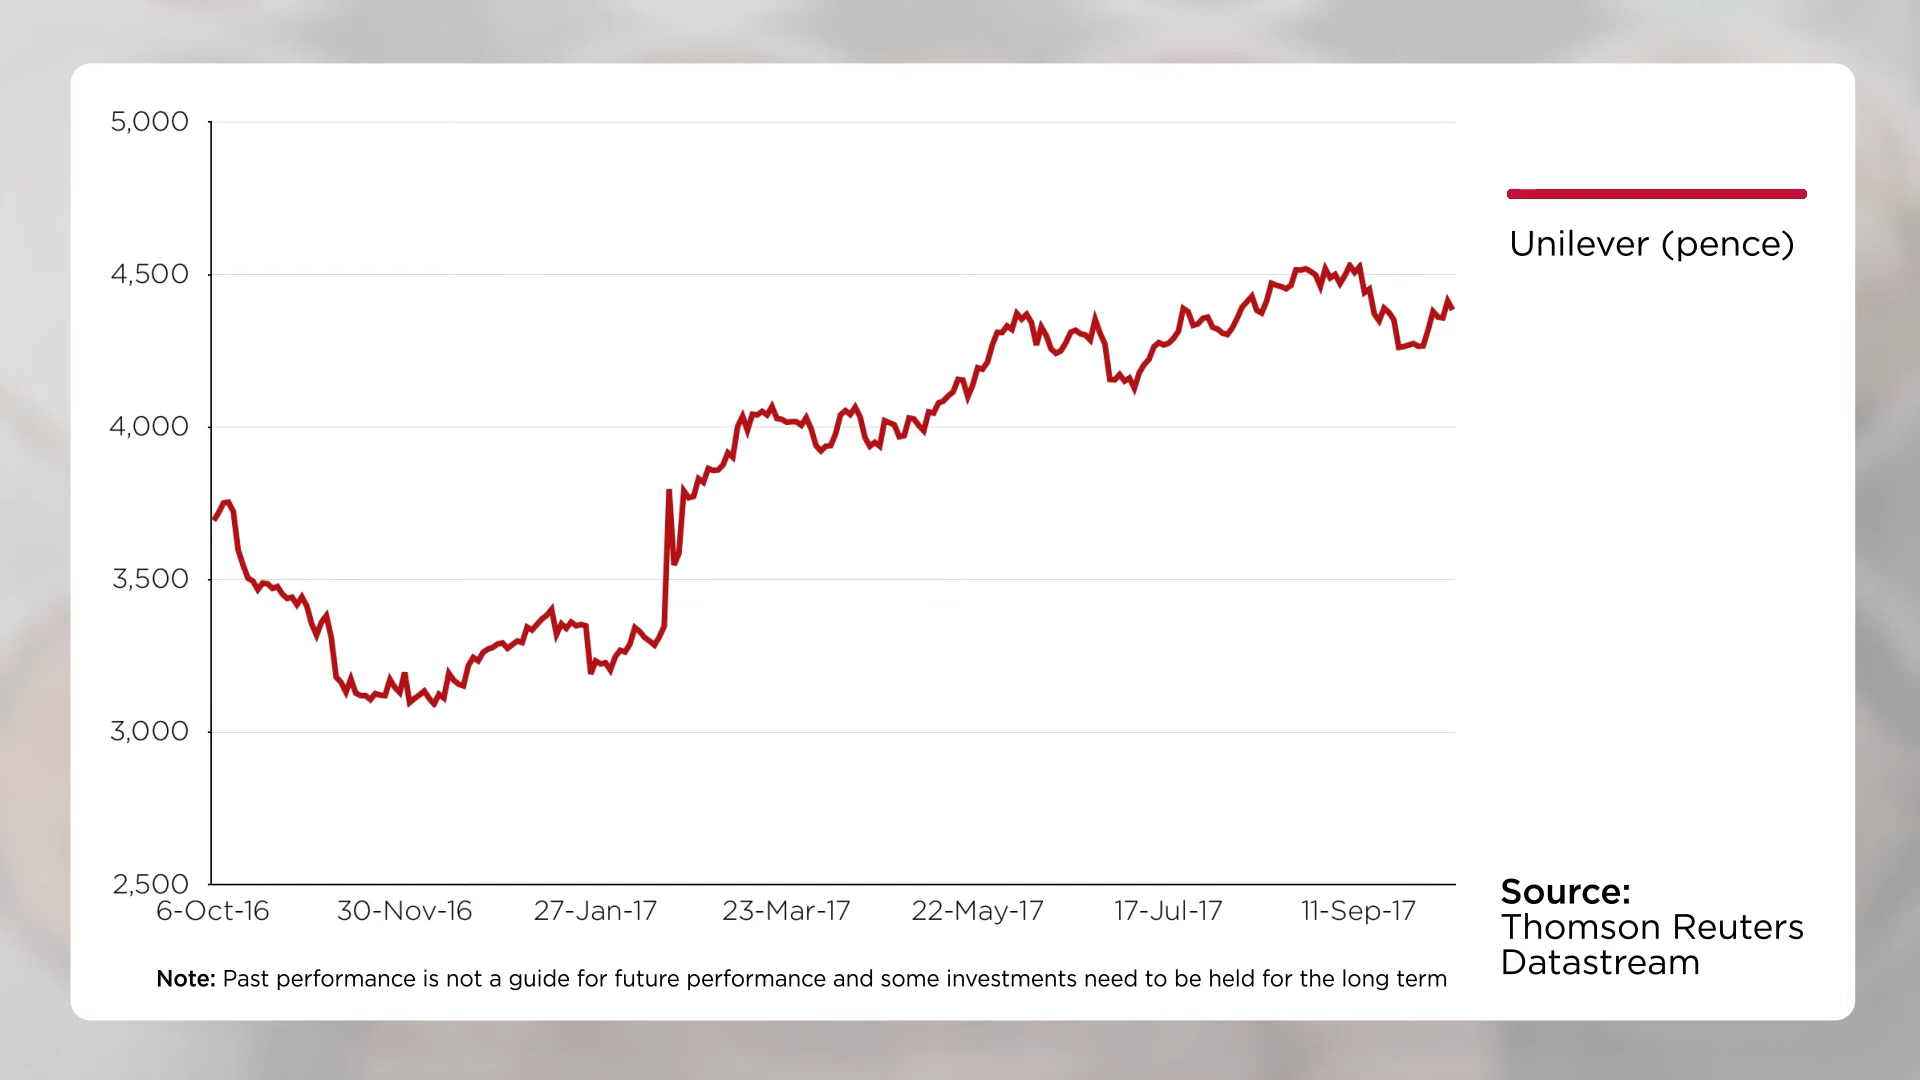 5,000
4,500
4,000
3,500
3,000
2,500
6-Oct-16 30-Nov-16 27-Jan-17 23-Mar-17 22-May-17 17-Jul-17 11-Sep-17
Note: Past performance is not a guide for future performance and some investments need to be held for the long term
Unilever (pence)
Source:
Thomson Reuters
Datastream